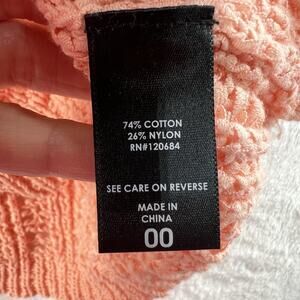 74% COTTON
26% NYLON
RN#120684
SEE CARE ON REVERSE
MADE IN
CHINA
00